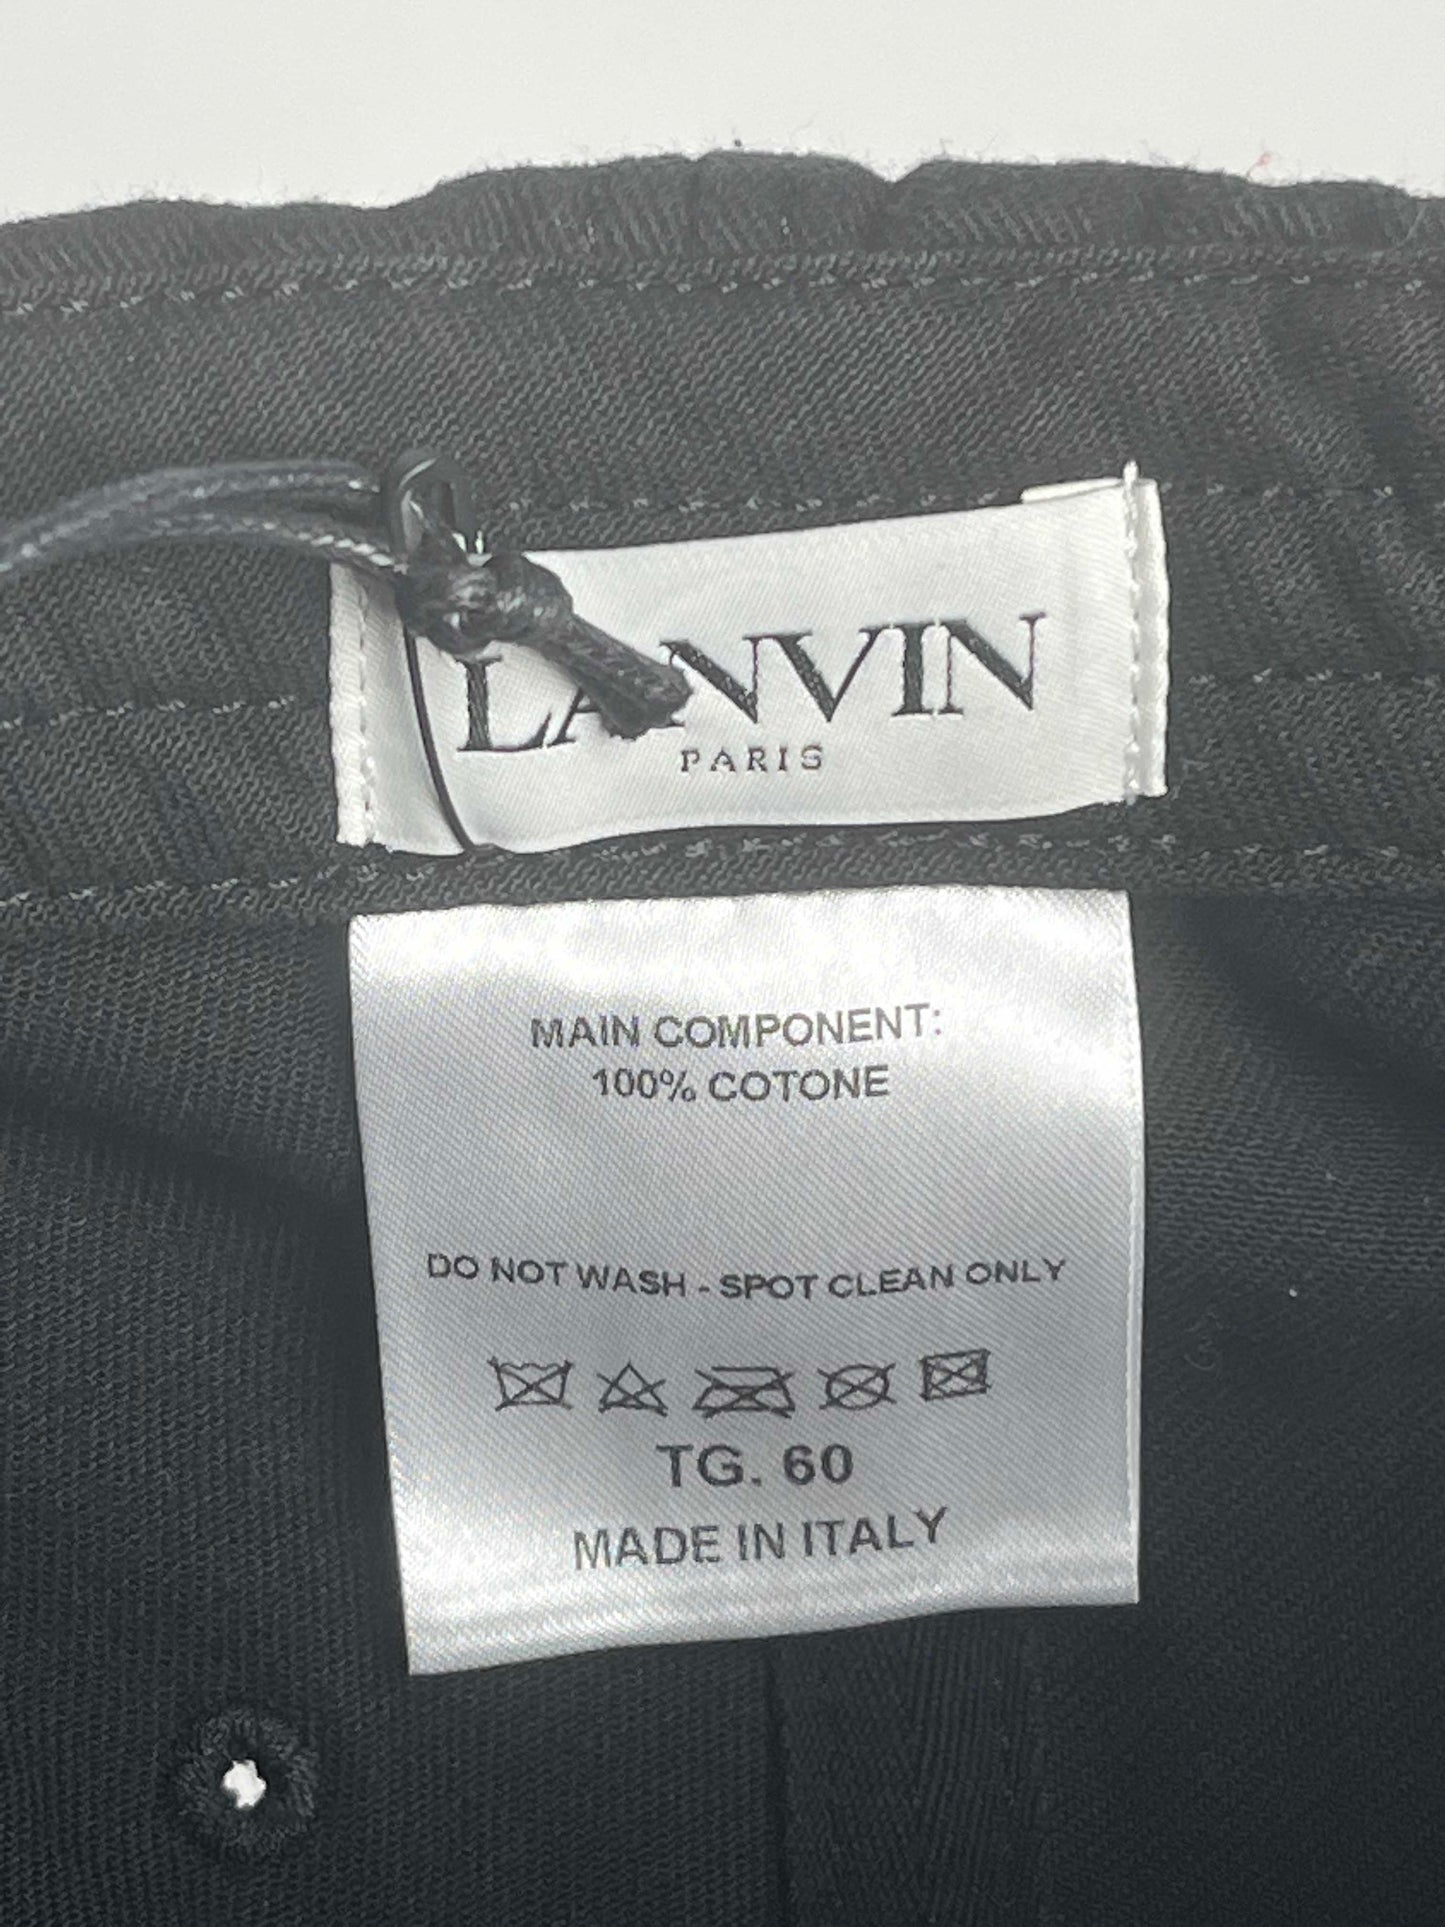 LANVIN
PARIS
MAIN COMPONENT:
100% COTONE
DO NOT WASH - SPOT CLEAN ONLY
TG. 60
MADE IN ITALY